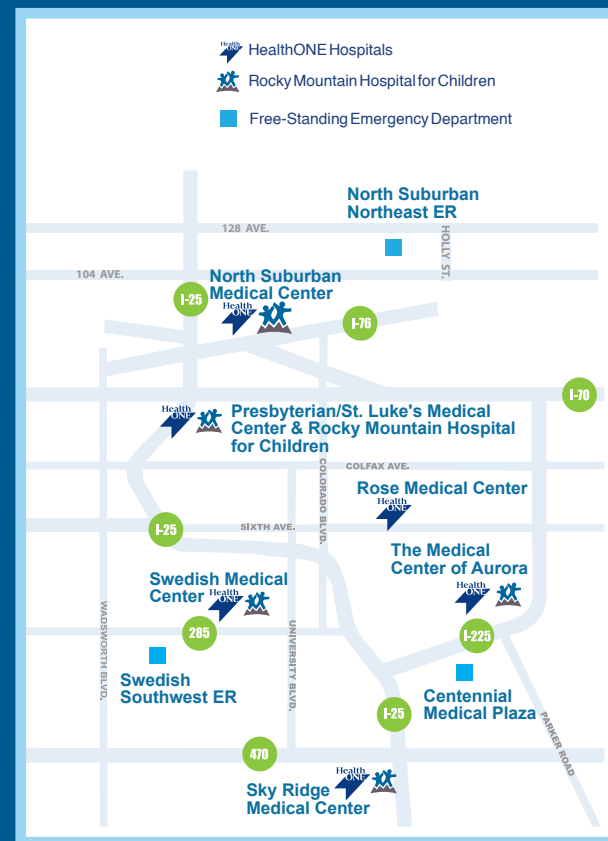 Health
ONE
HealthONE Hospitals
Rocky Mountain Hospital for Children
Free-Standing Emergency Department
North Suburban
Northeast ER
128 AVE.
HOLLY ST.
104 AVE.
North Suburban
Medical Center
I-25
Health
ONE
I-76
I-70
Health
ONE
Presbyterian/St. Luke's Medical
Center & Rocky Mountain Hospital
for Children
COLORADO BLVD.
COLFAX AVE.
Rose Medical Center
Health
ONE
I-25
SIXTH AVE.
The Medical
Center of Aurora
Health
ONE
Swedish Medical
Center
Health
ONE
WADSWORTH BLVD.
285
UNIVERSITY BLVD.
I-225
Swedish
Southwest ER
Centennial
Medical Plaza
I-25
PARKER ROAD
470
Sky Ridge
Medical Center
Health
ONE